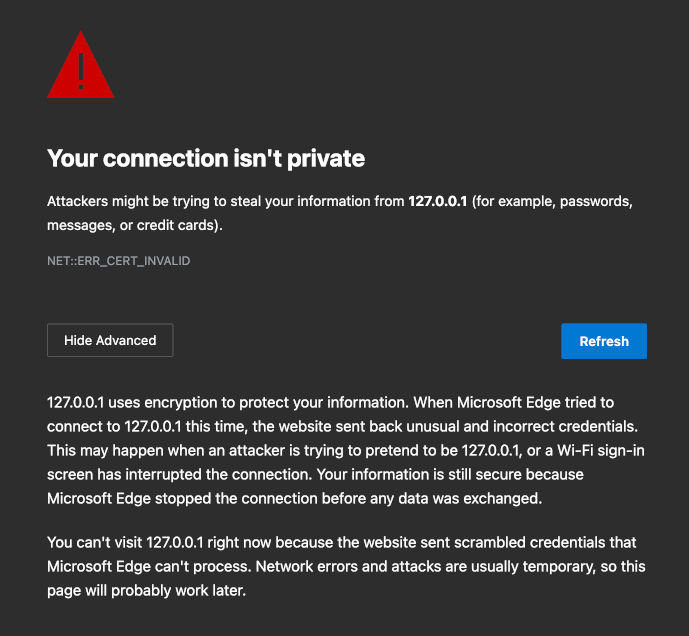 Your connection isn't private
Attackers might be trying to steal your information from 127.0.0.1 (for example, passwords,
messages, or credit cards).
NET::ERR_CERT_INVALID
Hide Advanced
Refresh
127.0.0.1 uses encryption to protect your information. When Microsoft Edge tried to
connect to 127.0.0.1 this time, the website sent back unusual and incorrect credentials.
This may happen when an attacker is trying to pretend to be 127.0.0.1, or a Wi-Fi sign-in
screen has interrupted the connection. Your information is still secure because
Microsoft Edge stopped the connection before any data was exchanged.
You can't visit 127.0.0.1 right now because the website sent scrambled credentials that
Microsoft Edge can't process. Network errors and attacks are usually temporary, so this
page will probably work later.